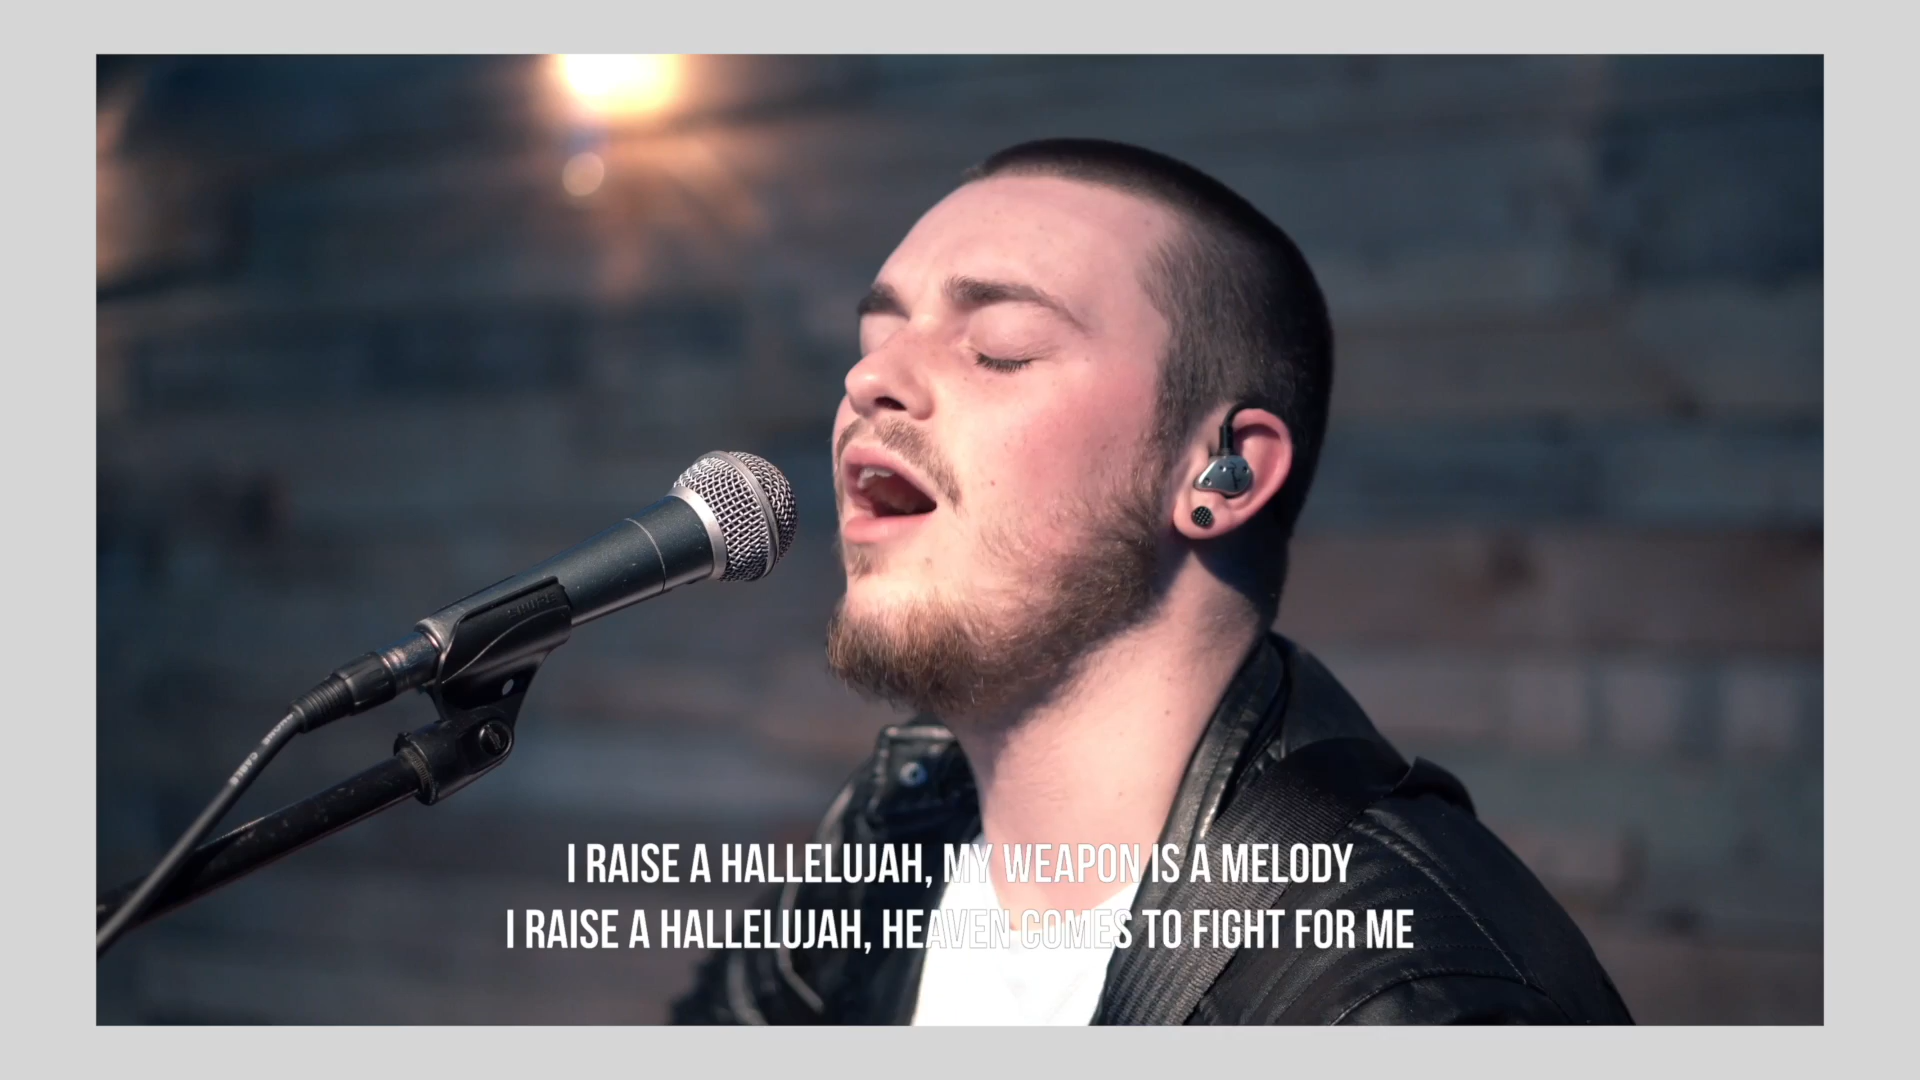 I RAISE A HALLELUJAH, MY WEAPON IS A MELODY
I RAISE A HALLELUJAH, HEAVEN COMES TO FIGHT FOR ME